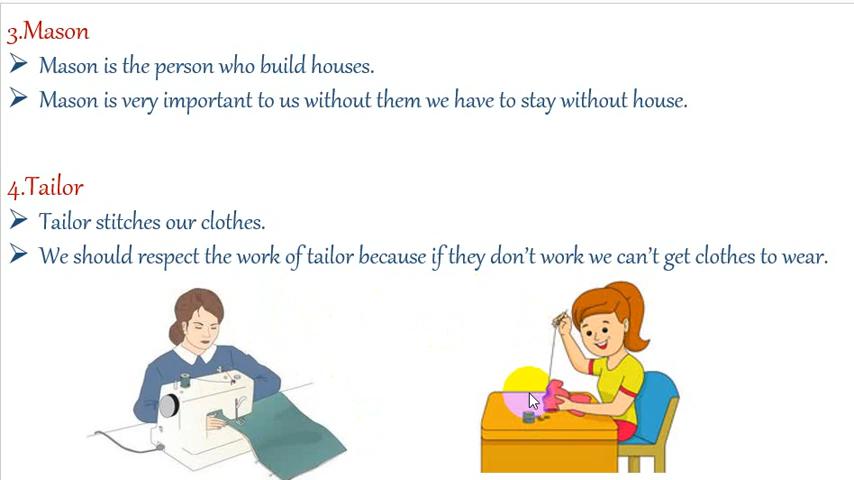 3.Mason
➢ Mason is the person who build houses.
➢ Mason is very important to us without them we have to stay without house.
4.Tailor
➢ Tailor stitches our clothes.
➢ We should respect the work of tailor because if they don't work we can't get clothes to wear.